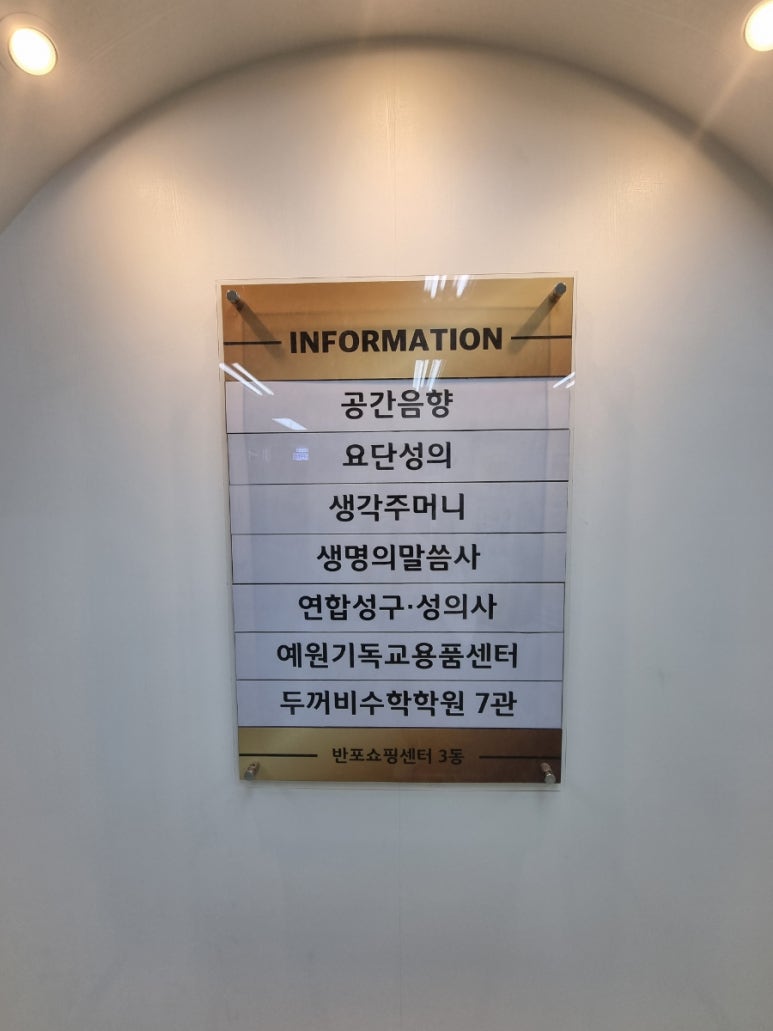 INFORMATION
공간음향
요단성의
생각주머니
생명의말씀사
연합성구·성의사
예원기독교용품센터
두꺼비수학학원 7관
반포쇼핑센터 3동